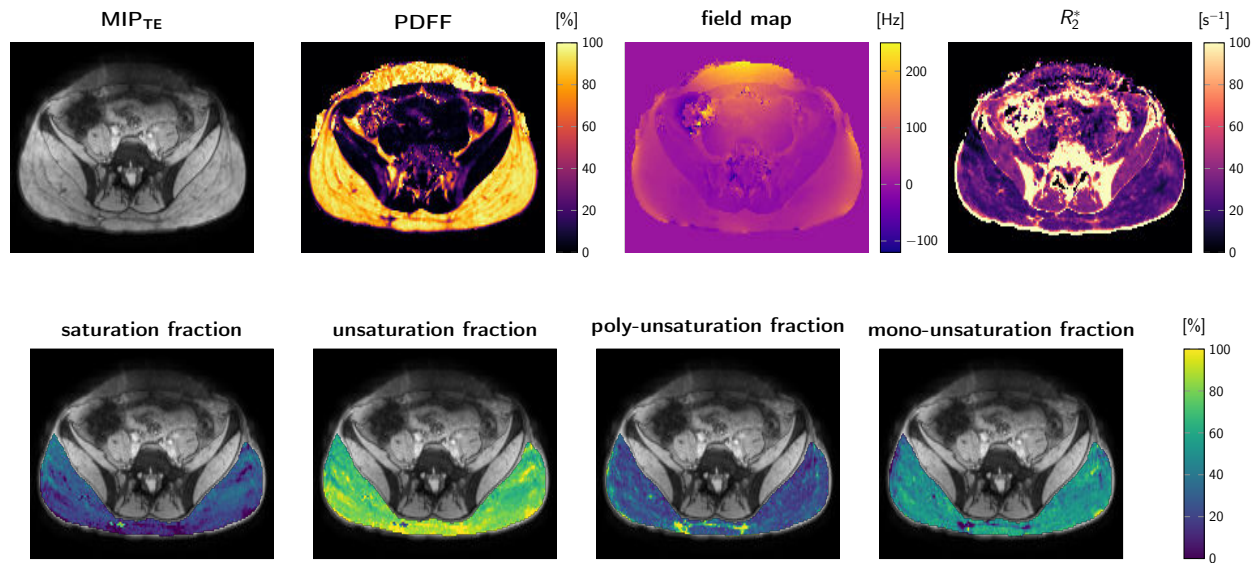 MIP_TE
PDFF
[%]
100
80
60
40
20
0
field map
[Hz]
200
100
0
−100
R₂*
[s⁻¹]
100
80
60
40
20
0
saturation fraction
unsaturation fraction
poly-unsaturation fraction
mono-unsaturation fraction
[%]
100
80
60
40
20
0